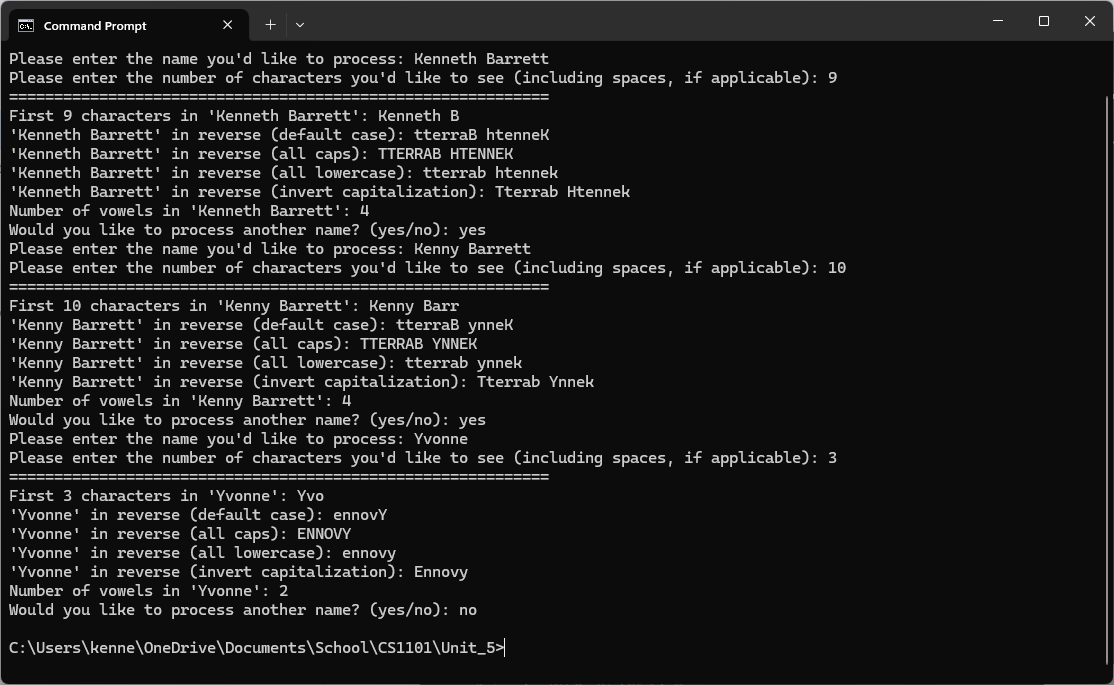 Command Prompt
Please enter the name you'd like to process: Kenneth Barrett
Please enter the number of characters you'd like to see (including spaces, if applicable): 9
============================================================
First 9 characters in 'Kenneth Barrett': Kenneth B
'Kenneth Barrett' in reverse (default case): tterraB htenneK
'Kenneth Barrett' in reverse (all caps): TTERRAB HTENNEK
'Kenneth Barrett' in reverse (all lowercase): tterrab htennek
'Kenneth Barrett' in reverse (invert capitalization): Tterrab Htennek
Number of vowels in 'Kenneth Barrett': 4
Would you like to process another name? (yes/no): yes
Please enter the name you'd like to process: Kenny Barrett
Please enter the number of characters you'd like to see (including spaces, if applicable): 10
============================================================
First 10 characters in 'Kenny Barrett': Kenny Barr
'Kenny Barrett' in reverse (default case): tterraB ynneK
'Kenny Barrett' in reverse (all caps): TTERRAB YNNEK
'Kenny Barrett' in reverse (all lowercase): tterrab ynnek
'Kenny Barrett' in reverse (invert capitalization): Tterrab Ynnek
Number of vowels in 'Kenny Barrett': 4
Would you like to process another name? (yes/no): yes
Please enter the name you'd like to process: Yvonne
Please enter the number of characters you'd like to see (including spaces, if applicable): 3
============================================================
First 3 characters in 'Yvonne': Yvo
'Yvonne' in reverse (default case): ennovY
'Yvonne' in reverse (all caps): ENNOVY
'Yvonne' in reverse (all lowercase): ennovy
'Yvonne' in reverse (invert capitalization): Ennovy
Number of vowels in 'Yvonne': 2
Would you like to process another name? (yes/no): no
C:\Users\kenne\OneDrive\Documents\School\CS1101\Unit_5>